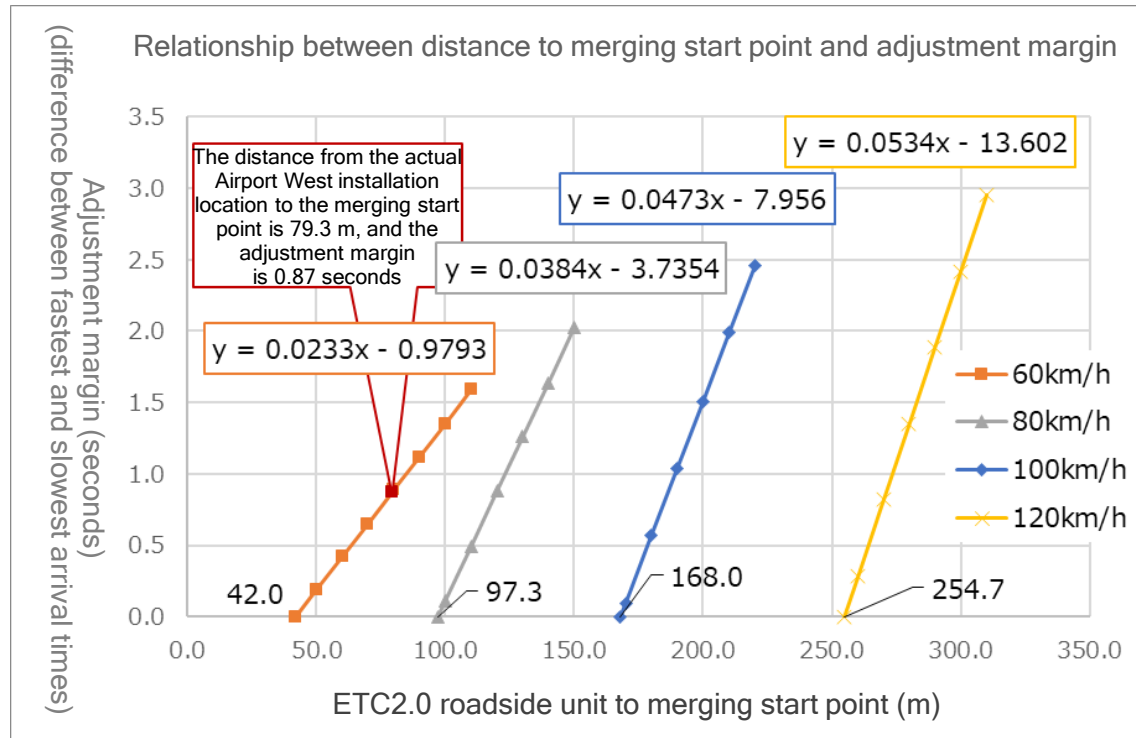 Relationship between distance to merging start point and adjustment margin
Adjustment margin (seconds)
(difference between fastest and slowest arrival times)
3.5
3.0
2.5
2.0
1.5
1.0
0.5
0.0
The distance from the actual
Airport West installation
location to the merging start
point is 79.3 m, and the
adjustment margin
is 0.87 seconds
y = 0.0534x - 13.602
y = 0.0473x - 7.956
y = 0.0384x - 3.7354
y = 0.0233x - 0.9793
60km/h
80km/h
100km/h
120km/h
42.0
97.3
168.0
254.7
0.0 50.0 100.0 150.0 200.0 250.0 300.0 350.0
ETC2.0 roadside unit to merging start point (m)